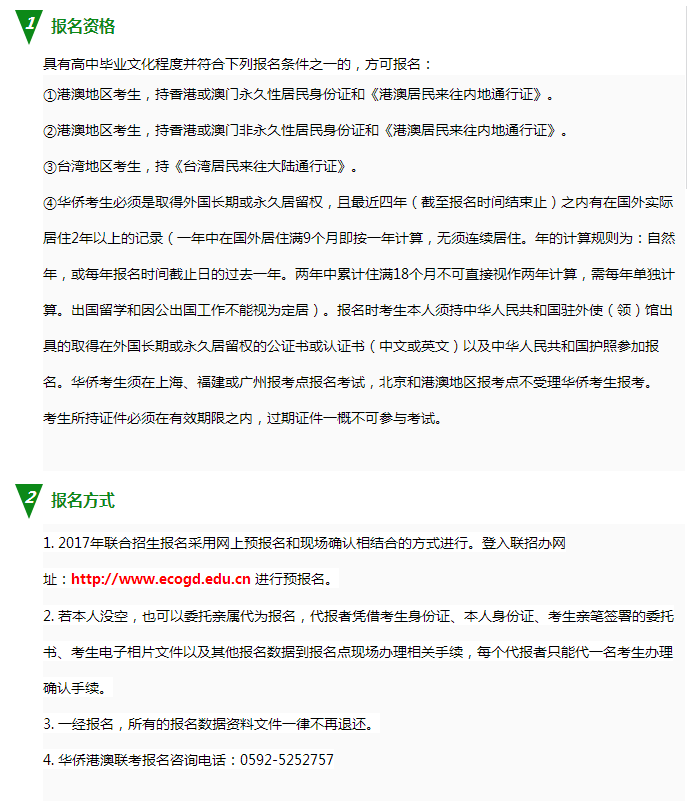 1 报名资格
具有高中毕业文化程度并符合下列报名条件之一的，方可报名：
①港澳地区考生，持香港或澳门永久性居民身份证和《港澳居民来往内地通行证》。
②港澳地区考生，持香港或澳门非永久性居民身份证和《港澳居民来往内地通行证》。
③台湾地区考生，持《台湾居民来往大陆通行证》。
④华侨考生必须是取得外国长期或永久居留权，且最近四年（截至报名时间结束止）之内有在国外实际
居住2年以上的记录（一年中在国外居住满9个月即按一年计算，无须连续居住。年的计算规则为：自然
年，或每年报名时间截止日的过去一年。两年中累计住满18个月不可直接视作两年计算，需每年单独计
算。出国留学和因公出国工作不能视为定居）。报名时考生本人须持中华人民共和国驻外使（领）馆出
具的取得在外国长期或永久居留权的公证书或认证书（中文或英文）以及中华人民共和国护照参加报
名。华侨考生须在上海、福建或广州报考点报名考试，北京和港澳地区报考点不受理华侨考生报考。
考生所持证件必须在有效期限之内，过期证件一概不可参与考试。
2 报名方式
1. 2017年联合招生报名采用网上预报名和现场确认相结合的方式进行。登入联招办网
址：http://www.ecogd.edu.cn 进行预报名。
2. 若本人没空，也可以委托亲属代为报名，代报者凭借考生身份证、本人身份证、考生亲笔签署的委托
书、考生电子相片文件以及其他报名数据到报名点现场办理相关手续，每个代报者只能代一名考生办理
确认手续。
3. 一经报名，所有的报名数据资料文件一律不再退还。
4. 华侨港澳联考报名咨询电话：0592-5252757